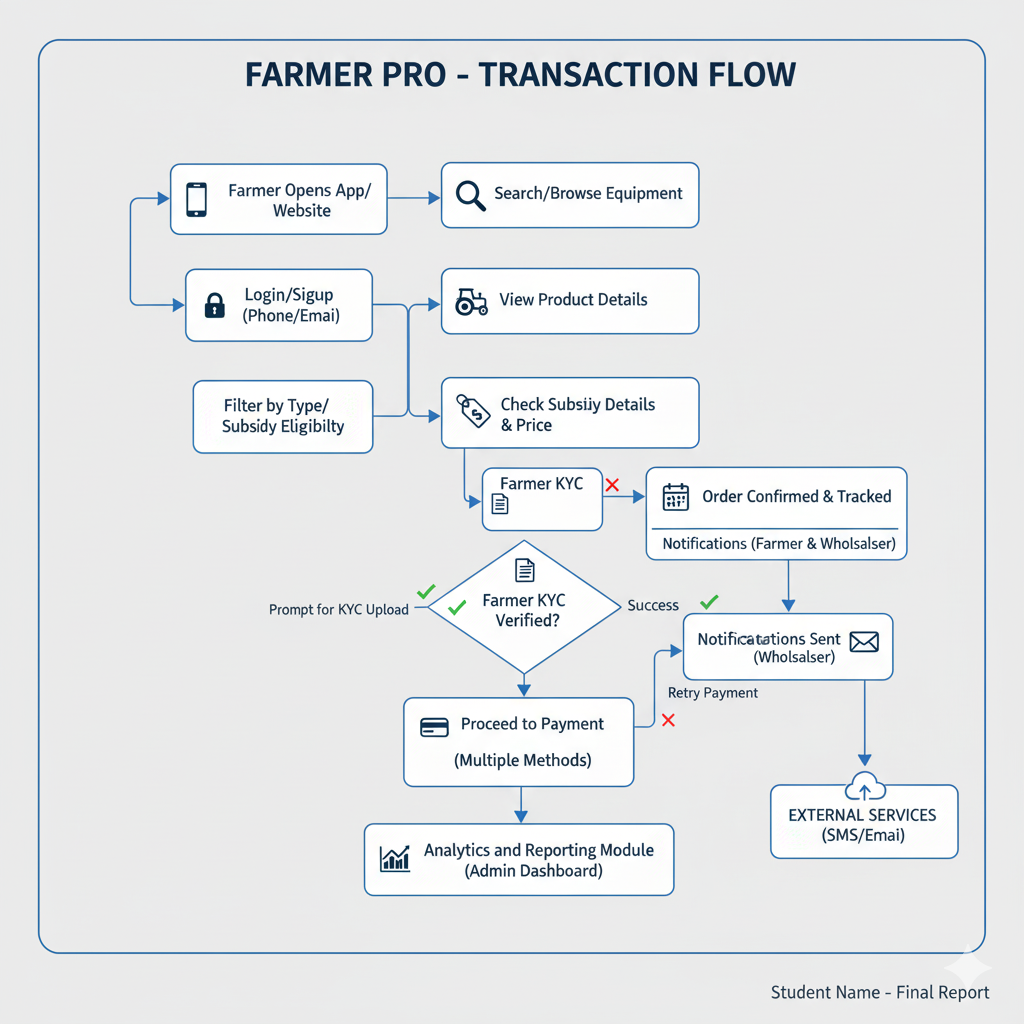 FARMER PRO - TRANSACTION FLOW
Farmer Opens App/
Website
Search/Browse Equipment
Login/Sigup
(Phone/Emai)
View Product Details
Filter by Type/
Subsidy Eligibilty
Check Subsiiy Details
& Price
Farmer KYC
Order Confirmed & Tracked
Notifications (Farmer & Wholsalser)
Prompt for KYC Upload
Farmer KYC
Verified?
Success
Sent
(Wholsalser)
Retry Payment
Proceed to Payment
(Multiple Methods)
EXTERNAL SERVICES
(SMS/Emai)
Analytics and Reporting Module
(Admin Dashboard)
Student Name - Final Report